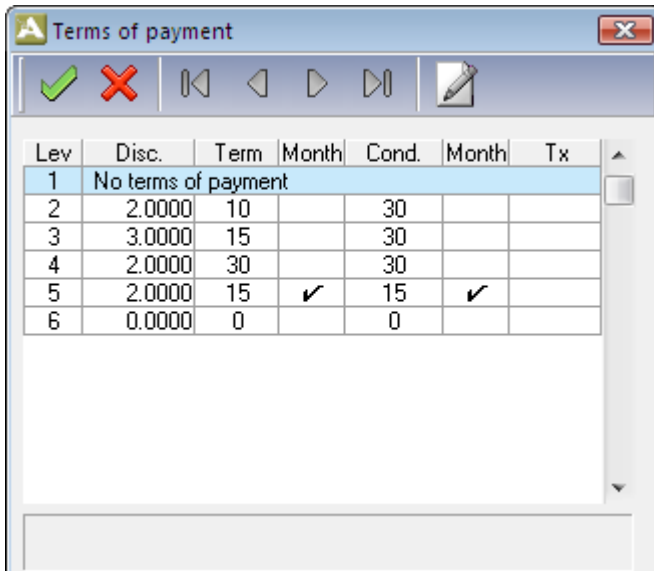 Terms of payment
Lev Disc. Term Month Cond. Month Tx
1 No terms of payment
2 2.0000 10 30
3 3.0000 15 30
4 2.0000 30 30
5 2.0000 15 ✔ 15 ✔
6 0.0000 0 0